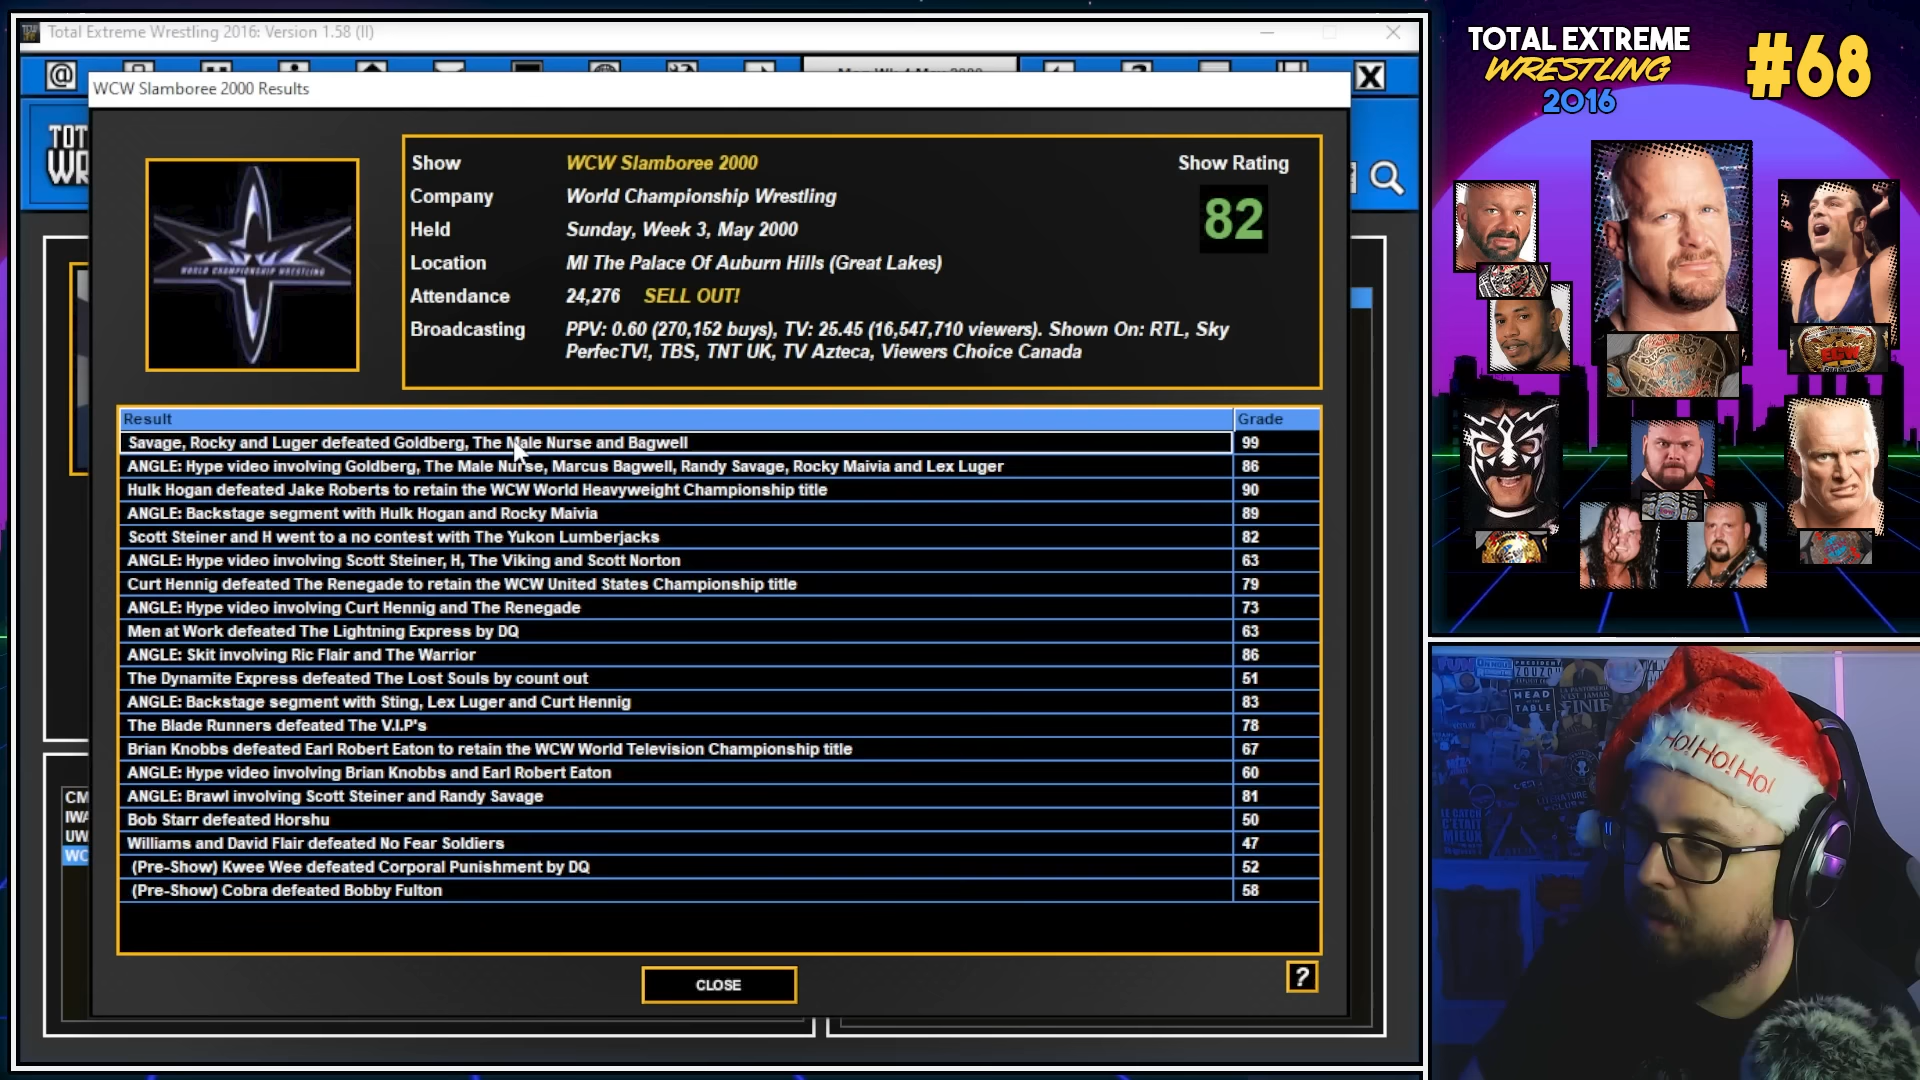 Total Extreme Wrestling 2016: Version 1.58 (II)
WCW Slamboree 2000 Results
X
Show WCW Slamboree 2000 Show Rating
82
Company World Championship Wrestling
Held Sunday, Week 3, May 2000
Location MI The Palace Of Auburn Hills (Great Lakes)
Attendance 24,276 SELL OUT!
Broadcasting PPV: 0.60 (270,152 buys), TV: 25.45 (16,547,710 viewers). Shown On: RTL, Sky
PerfecTV!, TBS, TNT UK, TV Azteca, Viewers Choice Canada
WORLD CHAMPIONSHIP WRESTLING
Result Grade
Savage, Rocky and Luger defeated Goldberg, The Male Nurse and Bagwell 99
ANGLE: Hype video involving Goldberg, The Male Nurse, Marcus Bagwell, Randy Savage, Rocky Maivia and Lex Luger 86
Hulk Hogan defeated Jake Roberts to retain the WCW World Heavyweight Championship title 90
ANGLE: Backstage segment with Hulk Hogan and Rocky Maivia 89
Scott Steiner and H went to a no contest with The Yukon Lumberjacks 82
ANGLE: Hype video involving Scott Steiner, H, The Viking and Scott Norton 63
Curt Hennig defeated The Renegade to retain the WCW United States Championship title 79
ANGLE: Hype video involving Curt Hennig and The Renegade 73
Men at Work defeated The Lightning Express by DQ 63
ANGLE: Skit involving Ric Flair and The Warrior 86
The Dynamite Express defeated The Lost Souls by count out 51
ANGLE: Backstage segment with Sting, Lex Luger and Curt Hennig 83
The Blade Runners defeated The V.I.P's 78
Brian Knobbs defeated Earl Robert Eaton to retain the WCW World Television Championship title 67
ANGLE: Hype video involving Brian Knobbs and Earl Robert Eaton 60
ANGLE: Brawl involving Scott Steiner and Randy Savage 81
Bob Starr defeated Horshu 50
Williams and David Flair defeated No Fear Soldiers 47
(Pre-Show) Kwee Wee defeated Corporal Punishment by DQ 52
(Pre-Show) Cobra defeated Bobby Fulton 58
CLOSE
?
TOTAL EXTREME
WRESTLING
2016
#68
ECW
HEAD
OF THE
TABLE
Ho! Ho! Ho!